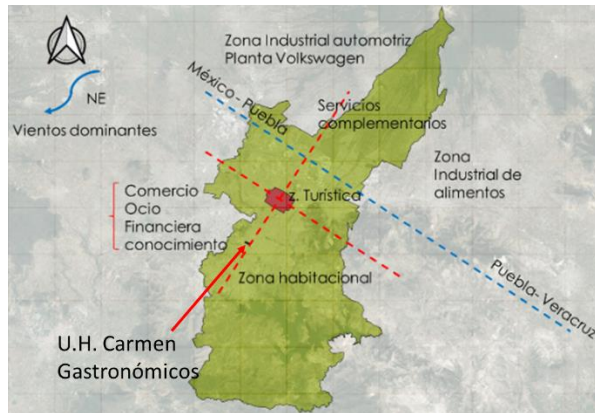 Zona Industrial automotriz
Planta Volkswagen
NE
Vientos dominantes
México - Puebla
Servicios
complementarios
Zona
Industrial de
alimentos
Comercio
Ocio
Financiera
conocimiento
z. Turística
Zona habitacional
Puebla- Veracruz
U.H. Carmen
Gastronómicos